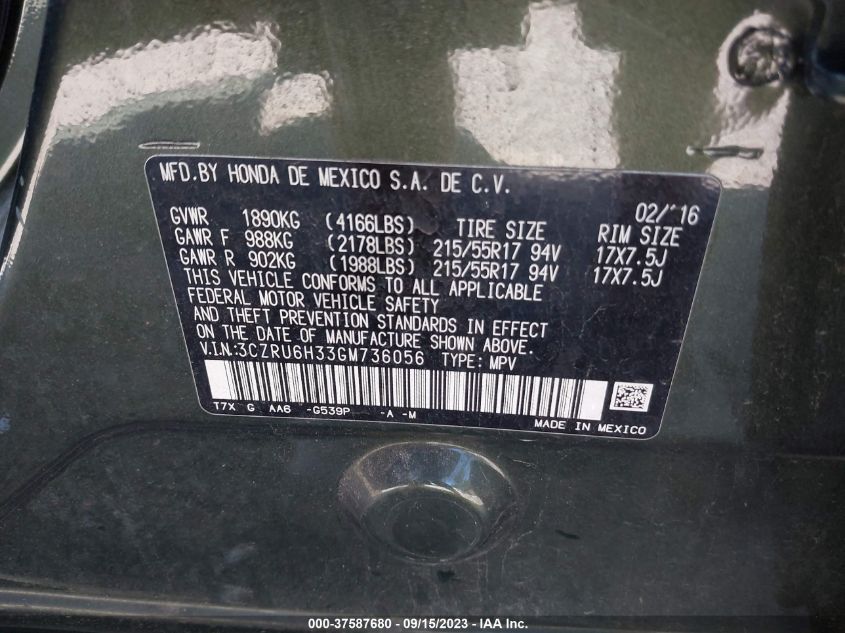 MFD.BY HONDA DE MEXICO S.A. DE C.V.
02/'16
GVWR 1890KG (4166LBS) TIRE SIZE RIM SIZE
GAWR F 988KG (2178LBS) 215/55R17 94V 17X7.5J
GAWR R 902KG (1988LBS) 215/55R17 94V 17X7.5J
THIS VEHICLE CONFORMS TO ALL APPLICABLE
FEDERAL MOTOR VEHICLE SAFETY
AND THEFT PREVENTION STANDARDS IN EFFECT
ON THE DATE OF MANUFACTURE SHOWN ABOVE.
V.I.N:3CZRU6H33GM736056 TYPE: MPV
T7X G AA6 -G539P -A -M
MADE IN MEXICO
000-37587680 - 09/15/2023 - IAA Inc.